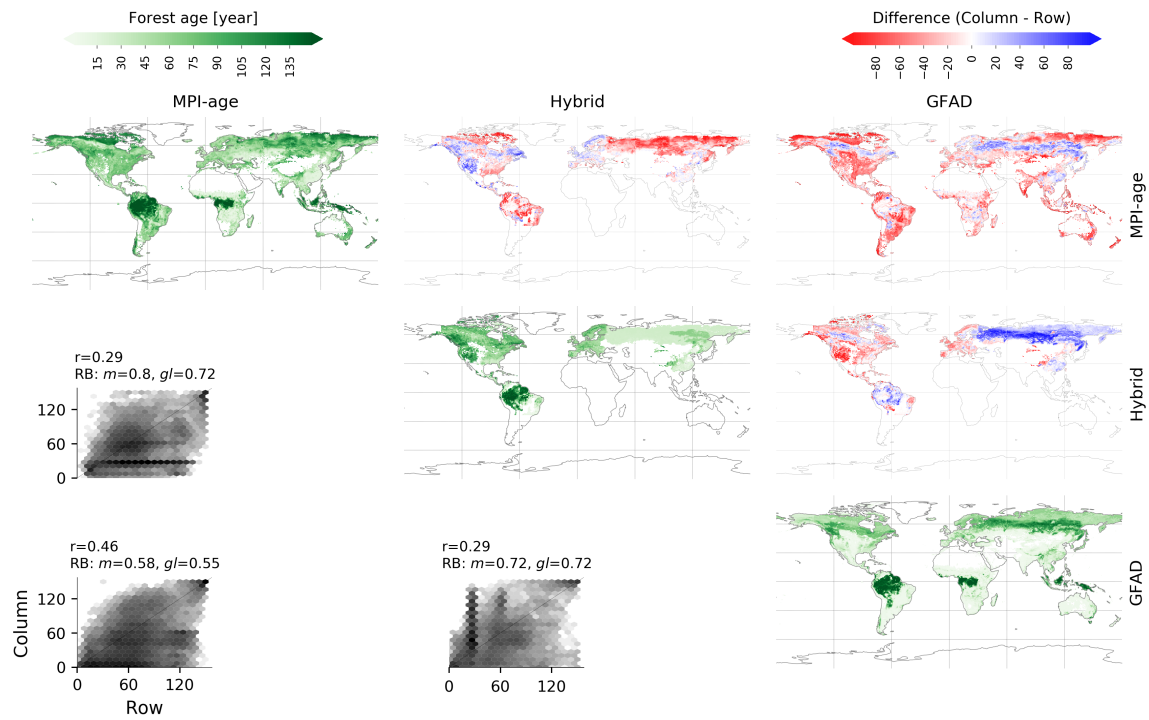 Forest age [year]
15 30 45 60 75 90 105 120 135
Difference (Column - Row)
−80 −60 −40 −20 0 20 40 60 80
MPI-age
Hybrid
GFAD
MPI-age
r=0.29
RB: m=0.8, gl=0.72
120
60
0
Hybrid
r=0.46
RB: m=0.58, gl=0.55
120
60
0
0 60 120
Column
Row
r=0.29
RB: m=0.72, gl=0.72
0 60 120
GFAD